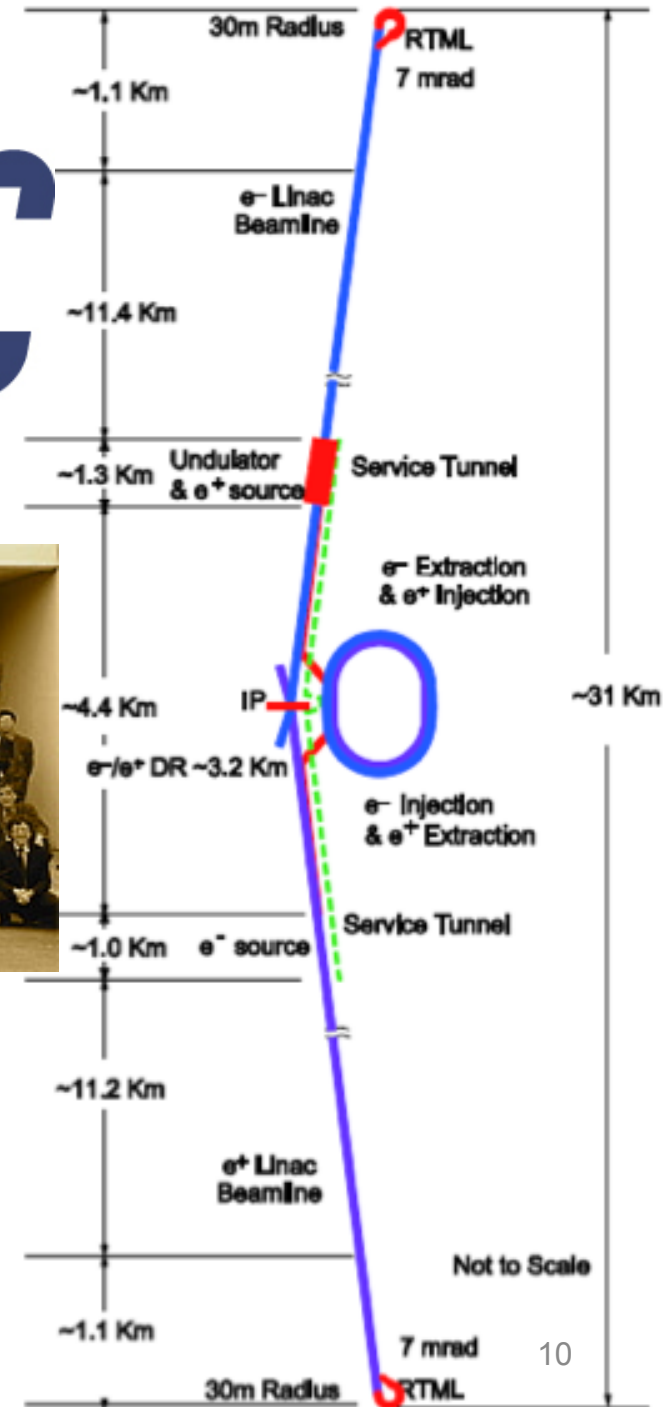 30m Radius
RTML
7 mrad
~1.1 Km
e- Linac
Beamline
~11.4 Km
~1.3 Km
Undulator
& e+ source
Service Tunnel
e- Extraction
& e+ Injection
IP
~4.4 Km
~31 Km
e-/e+ DR ~3.2 Km
e- Injection
& e+ Extraction
Service Tunnel
~1.0 Km
e- source
~11.2 Km
e+ Linac
Beamline
Not to Scale
~1.1 Km
7 mrad
10
30m Radius
RTML